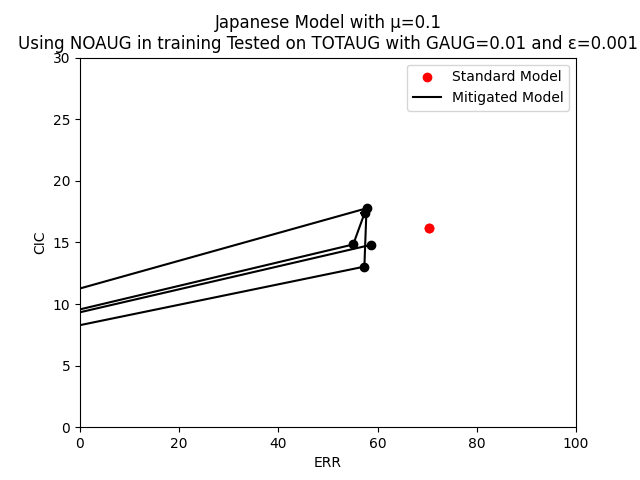 Japanese Model with μ=0.1
Using NOAUG in training Tested on TOTAUG with GAUG=0.01 and ε=0.001
Standard Model
Mitigated Model
30
25
20
15
10
5
0
CIC
0 20 40 60 80 100
ERR